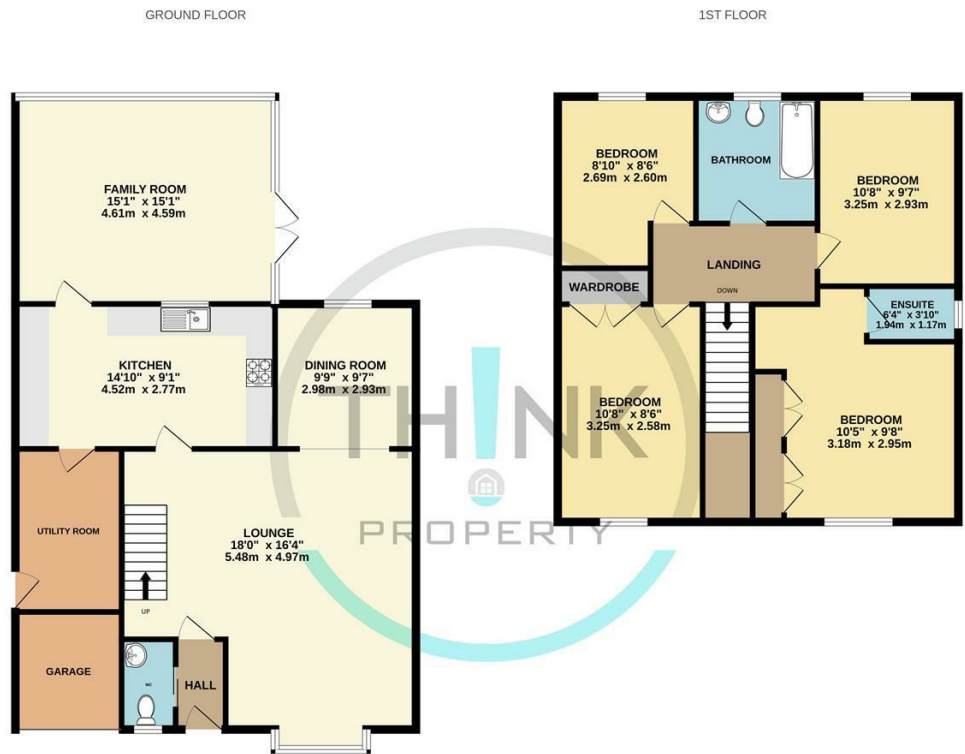 GROUND FLOOR
1ST FLOOR
FAMILY ROOM
15'1" x 15'1"
4.61m x 4.59m
KITCHEN
14'10" x 9'1"
4.52m x 2.77m
DINING ROOM
9'9" x 9'7"
2.98m x 2.93m
UTILITY ROOM
LOUNGE
18'0" x 16'4"
5.48m x 4.97m
UP
GARAGE
WC
HALL
BEDROOM
8'10" x 8'6"
2.69m x 2.60m
BATHROOM
BEDROOM
10'8" x 9'7"
3.25m x 2.93m
LANDING
DOWN
WARDROBE
ENSUITE
6'4" x 3'10"
1.94m x 1.17m
BEDROOM
10'8" x 8'6"
3.25m x 2.58m
BEDROOM
10'5" x 9'8"
3.18m x 2.95m
TH!NK
PROPERTY